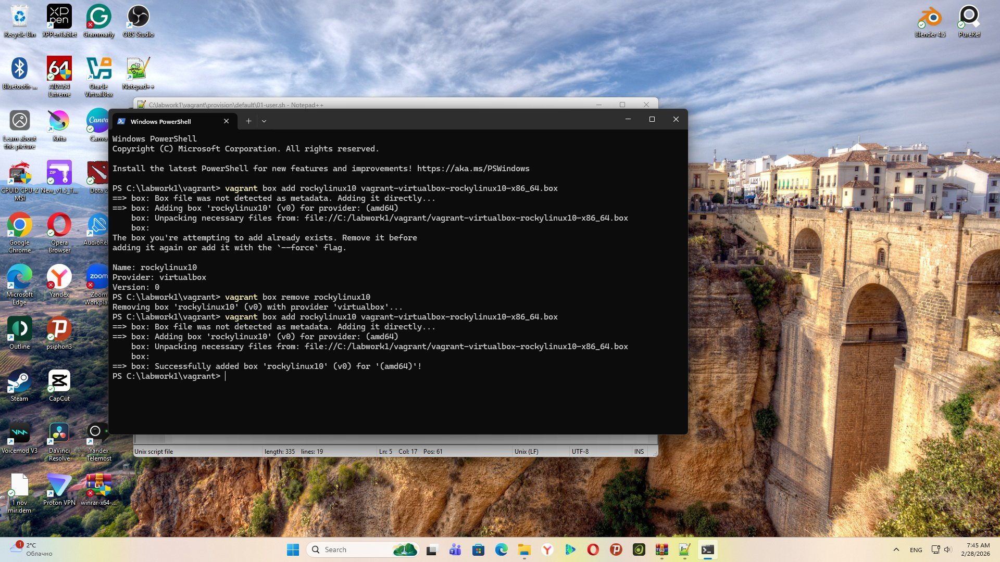 Recycle Bin
XPPenTablet
Grammarly
OBS Studio
Blender 4.5
PureRef
Bluetooth-...
AIDA64
Extreme
Oracle
VirtualBox
Notepad++
Learn about
this picture
Krita
Canva
CPUID CPU-Z
MSI
New_v1.5_T...
Dota 2
Google
Chrome
Opera
Browser
AudioRel
Microsoft
Edge
Yandex
Zoom
Workplac
Outline
psiphon3
Steam
CapCut
Voicemod V3
DaVinci
Resolve
Yandex
Telemost
1 nov
mir.dem
Proton VPN
winrar-x64-...
XP
pen
64
Canva
ZIP
zoom
C:\labwork1\vagrant\provision\default\01-user.sh - Notepad++
Windows PowerShell
Windows PowerShell
Copyright (C) Microsoft Corporation. All rights reserved.
Install the latest PowerShell for new features and improvements! https://aka.ms/PSWindows
PS C:\labwork1\vagrant> vagrant box add rockylinux10 vagrant-virtualbox-rockylinux10-x86_64.box
==> box: Box file was not detected as metadata. Adding it directly...
==> box: Adding box 'rockylinux10' (v0) for provider: (amd64)
box: Unpacking necessary files from: file://C:/labwork1/vagrant/vagrant-virtualbox-rockylinux10-x86_64.box
box:
The box you're attempting to add already exists. Remove it before
adding it again or add it with the `--force` flag.
Name: rockylinux10
Provider: virtualbox
Version: 0
PS C:\labwork1\vagrant> vagrant box remove rockylinux10
Removing box 'rockylinux10' (v0) with provider 'virtualbox'...
PS C:\labwork1\vagrant> vagrant box add rockylinux10 vagrant-virtualbox-rockylinux10-x86_64.box
==> box: Box file was not detected as metadata. Adding it directly...
==> box: Adding box 'rockylinux10' (v0) for provider: (amd64)
box: Unpacking necessary files from: file://C:/labwork1/vagrant/vagrant-virtualbox-rockylinux10-x86_64.box
box:
==> box: Successfully added box 'rockylinux10' (v0) for '(amd64)'!
PS C:\labwork1\vagrant>
Unix script file length: 335 lines: 19 Ln: 5 Col: 17 Pos: 61 Unix (LF) UTF-8 INS
1
2°C
Облачно
Search
ENG
7:45 AM
2/28/2026